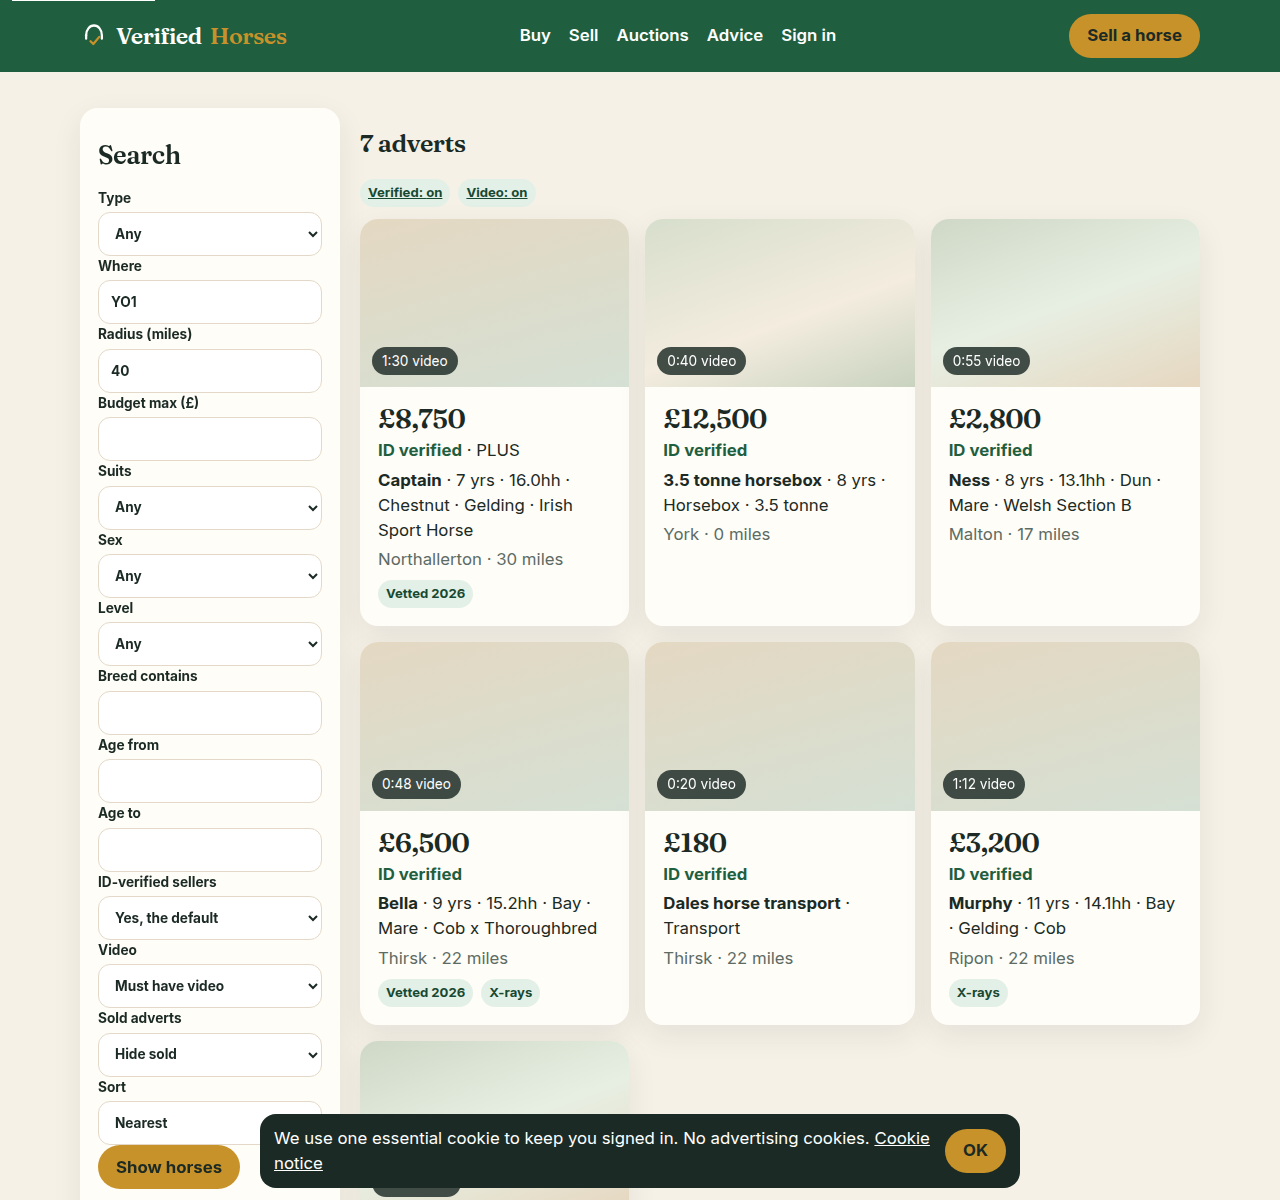 Verified Horses
Buy Sell Auctions Advice Sign in
Sell a horse
Search
Type
Any
Where
YO1
Radius (miles)
40
Budget max (£)
Suits
Any
Sex
Any
Level
Any
Breed contains
Age from
Age to
ID-verified sellers
Yes, the default
Video
Must have video
Sold adverts
Hide sold
Sort
Nearest
Show horses
7 adverts
Verified: on Video: on
1:30 video
£8,750
ID verified · PLUS
Captain · 7 yrs · 16.0hh ·
Chestnut · Gelding · Irish
Sport Horse
Northallerton · 30 miles
Vetted 2026
0:40 video
£12,500
ID verified
3.5 tonne horsebox · 8 yrs ·
Horsebox · 3.5 tonne
York · 0 miles
0:55 video
£2,800
ID verified
Ness · 8 yrs · 13.1hh · Dun ·
Mare · Welsh Section B
Malton · 17 miles
0:48 video
£6,500
ID verified
Bella · 9 yrs · 15.2hh · Bay ·
Mare · Cob x Thoroughbred
Thirsk · 22 miles
Vetted 2026 X-rays
0:20 video
£180
ID verified
Dales horse transport ·
Transport
Thirsk · 22 miles
1:12 video
£3,200
ID verified
Murphy · 11 yrs · 14.1hh · Bay
· Gelding · Cob
Ripon · 22 miles
X-rays
We use one essential cookie to keep you signed in. No advertising cookies. Cookie
notice
OK